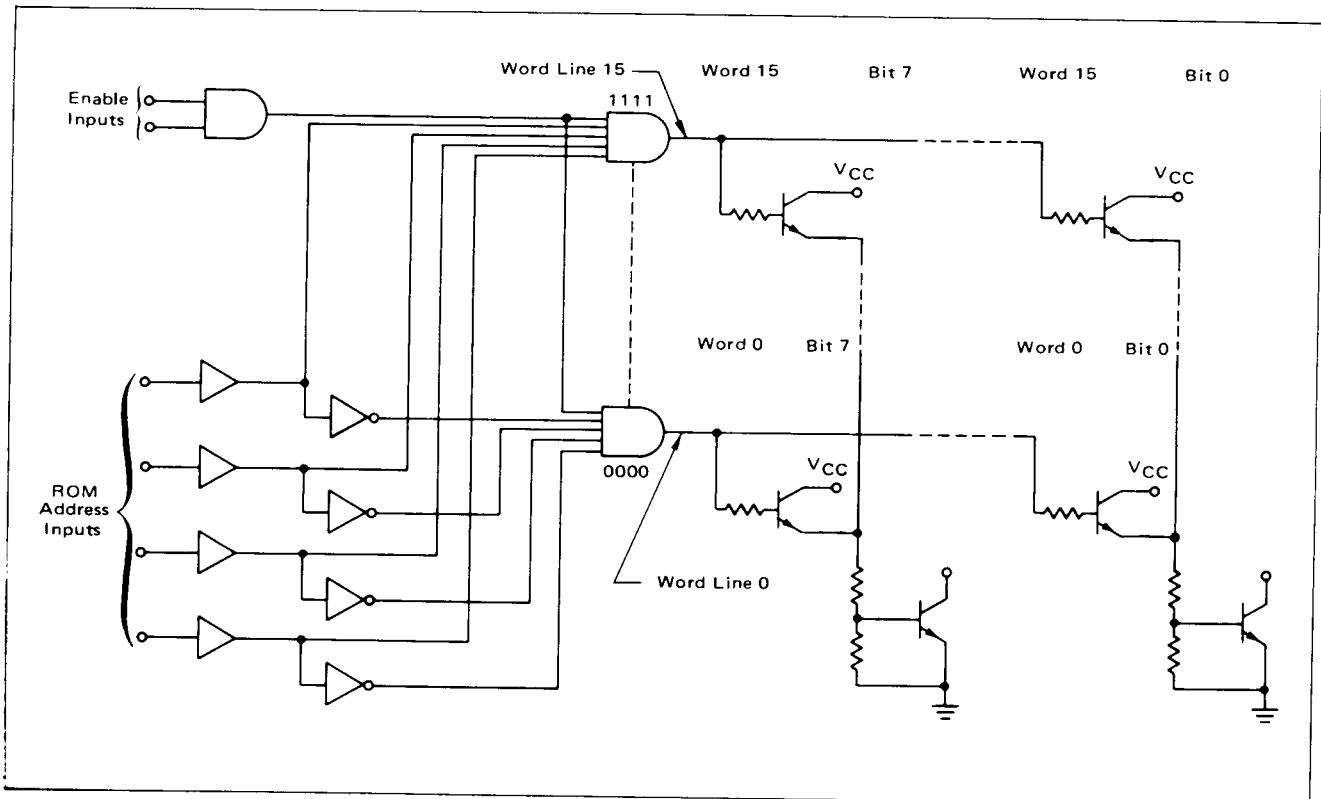 Word Line 15 Word 15 Bit 7 Word 15 Bit 0
Enable
Inputs
1111
VCC VCC
Word 0 Bit 7 Word 0 Bit 0
0000
VCC VCC
ROM
Address
Inputs
Word Line 0